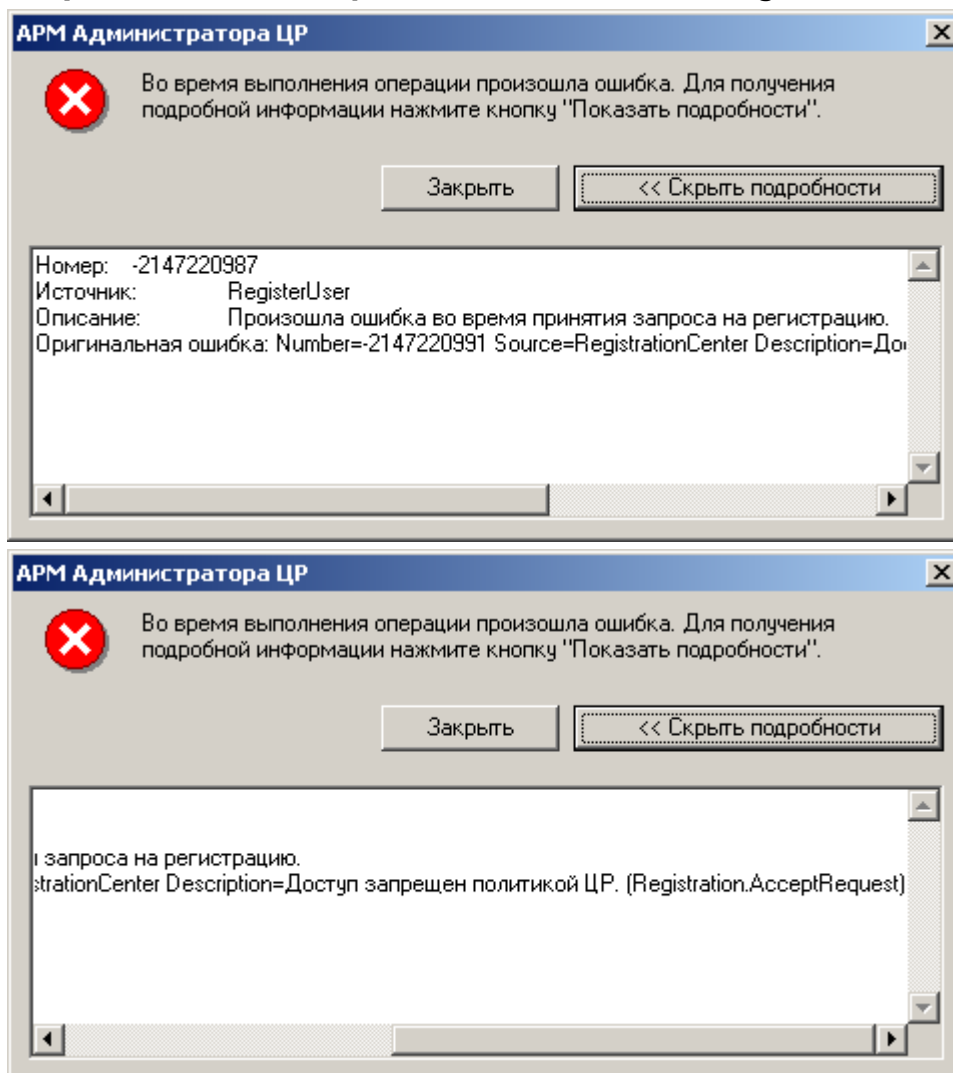 АРМ Администратора ЦР
Во время выполнения операции произошла ошибка. Для получения
подробной информации нажмите кнопку "Показать подробности".
Закрыть
<< Скрыть подробности
Номер: -2147220987
Источник: RegisterUser
Описание: Произошла ошибка во время принятия запроса на регистрацию.
Оригинальная ошибка: Number=-2147220991 Source=RegistrationCenter Description=До
АРМ Администратора ЦР
Во время выполнения операции произошла ошибка. Для получения
подробной информации нажмите кнопку "Показать подробности".
Закрыть
<< Скрыть подробности
запроса на регистрацию.
strationCenter Description=Доступ запрещен политикой ЦР. (Registration.AcceptRequest)